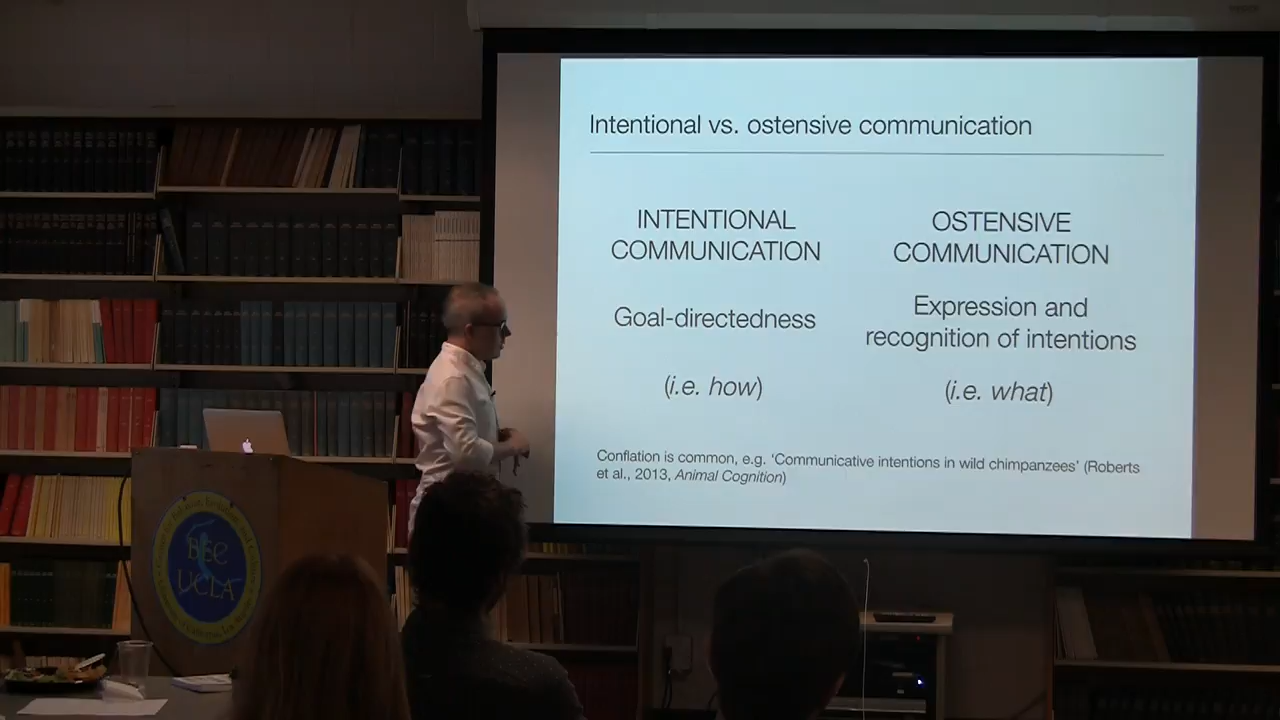 Intentional vs. ostensive communication
INTENTIONAL
COMMUNICATION
Goal-directedness
(i.e. how)
OSTENSIVE
COMMUNICATION
Expression and
recognition of intentions
(i.e. what)
Conflation is common, e.g. ‘Communicative intentions in wild chimpanzees’ (Roberts
et al., 2013, Animal Cognition)
BEC
UCLA